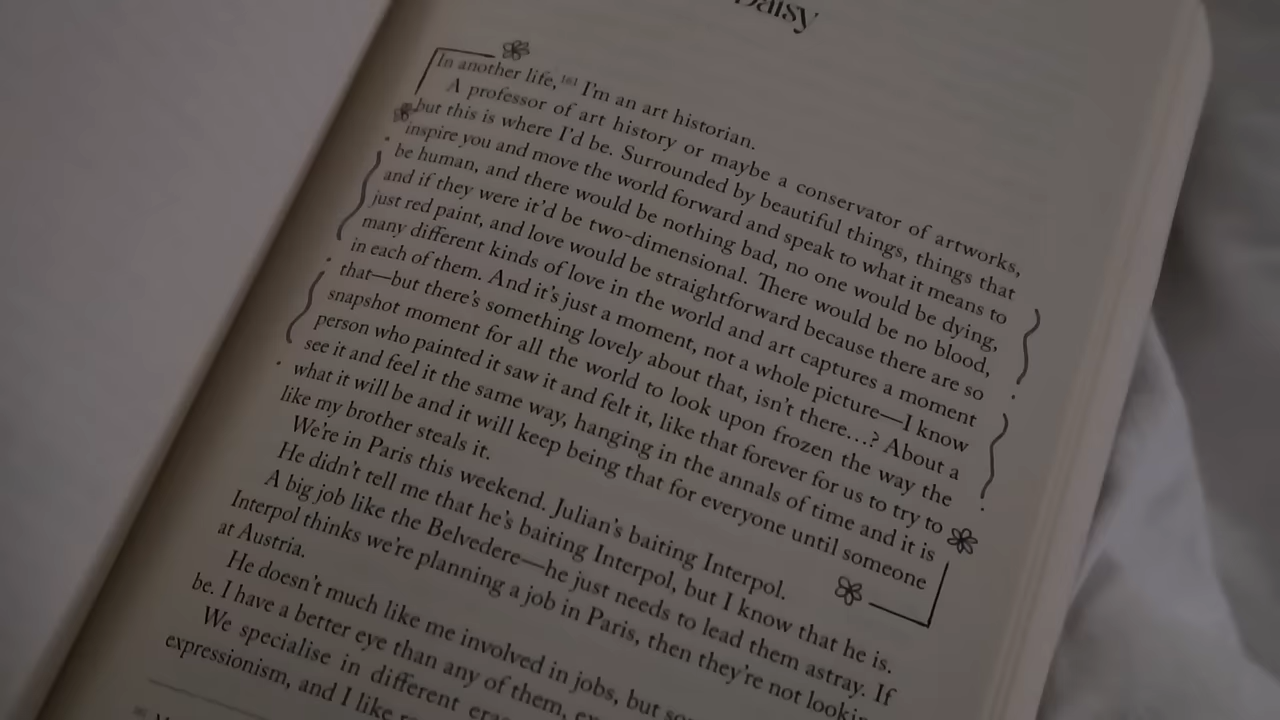 Daisy
In another life,¹⁶¹ I'm an art historian.
A professor of art history or maybe a conservator of artworks,
but this is where I'd be. Surrounded by beautiful things, things that
inspire you and move the world forward and speak to what it means to
be human, and there would be nothing bad, no one would be dying,
and if they were it'd be two-dimensional. There would be no blood,
just red paint, and love would be straightforward because there are so
many different kinds of love in the world and art captures a moment
in each of them. And it's just a moment, not a whole picture—I know
that—but there's something lovely about that, isn't there...? About a
snapshot moment for all the world to look upon frozen the way the
person who painted it saw it and felt it, like that forever for us to try to
see it and feel it the same way, hanging in the annals of time and it is
what it will be and it will keep being that for everyone until someone
like my brother steals it.
We're in Paris this weekend. Julian's baiting Interpol.
He didn't tell me that he's baiting Interpol, but I know that he is.
A big job like the Belvedere—he just needs to lead them astray. If
Interpol thinks we're planning a job in Paris, then they're not looking
at Austria.
He doesn't much like me involved in jobs, but
be. I have a better eye than any of them,
We specialise in different eras
expressionism, and I like